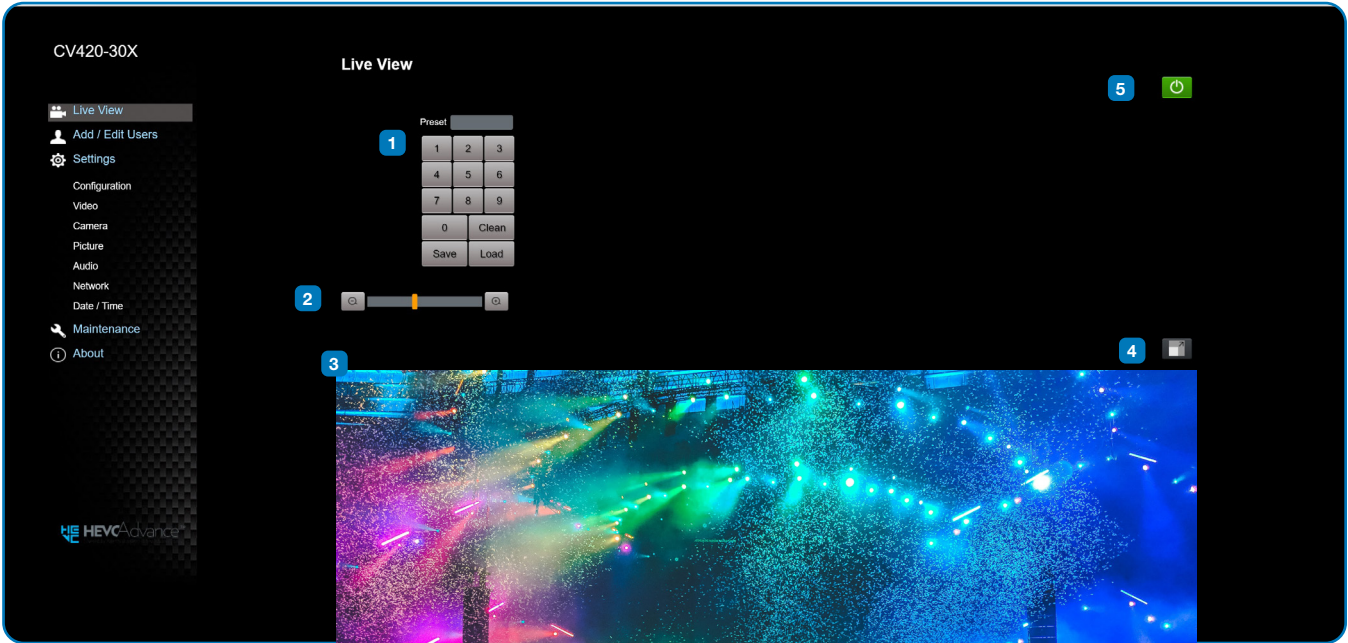 CV420-30X
Live View
Add / Edit Users
Settings
Configuration
Video
Camera
Picture
Audio
Network
Date / Time
Maintenance
About
HEVCAdvance
Live View
5
1
Preset
1 2 3
4 5 6
7 8 9
0 Clean
Save Load
2
4
3